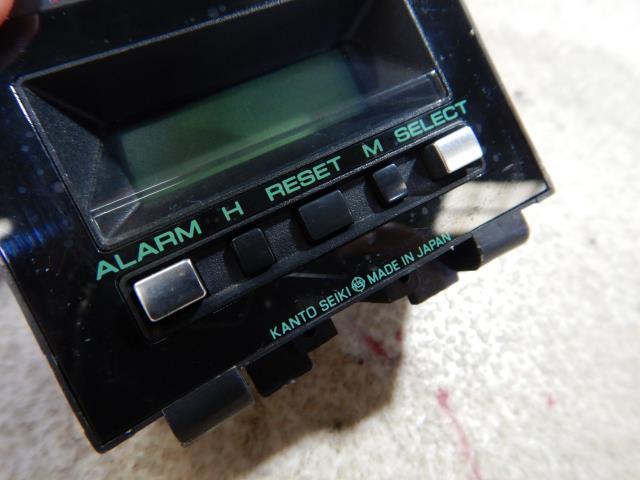 ALARM H RESET M SELECT
KANTO SEIKI MADE IN JAPAN